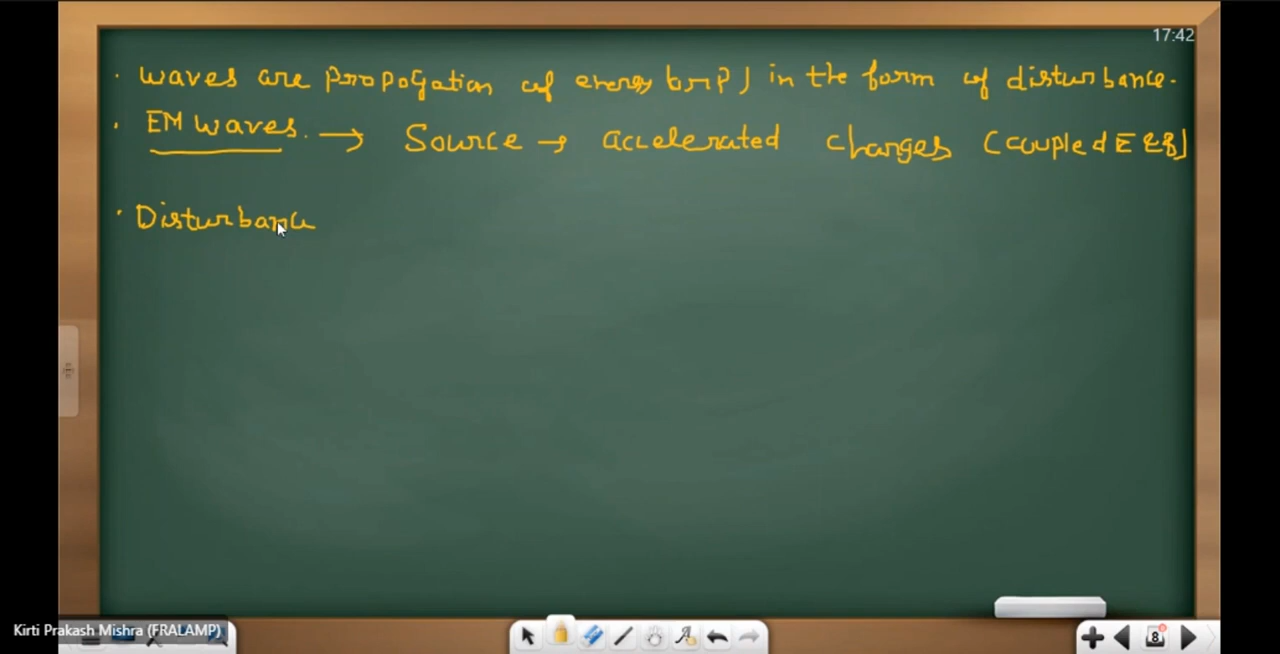 17:42
· waves are Propogation of energy in the form of disturbance.
· EM waves. → Source → accelerated charges (coupled E & B)
· Disturbance
8
Kirti Prakash Mishra (FRALAMP)